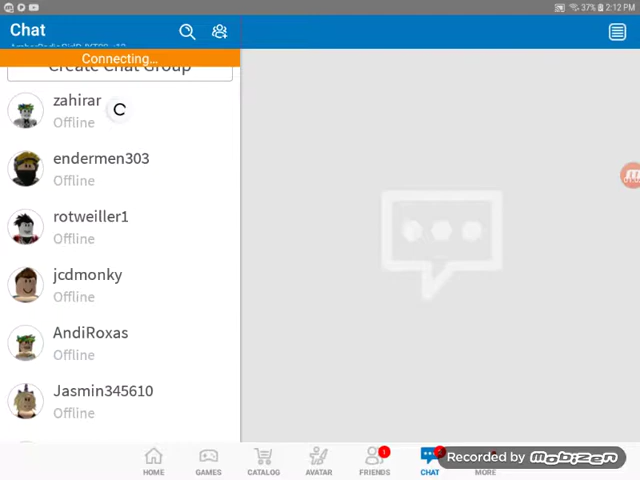 37% 2:12 PM
Chat
Connecting...
Create Chat Group
zahirar
Offline
endermen303
Offline
rotweiller1
Offline
jcdmonky
Offline
AndiRoxas
Offline
Jasmin345610
Offline
HOME GAMES CATALOG AVATAR FRIENDS CHAT MORE
1
Recorded by Mobizen